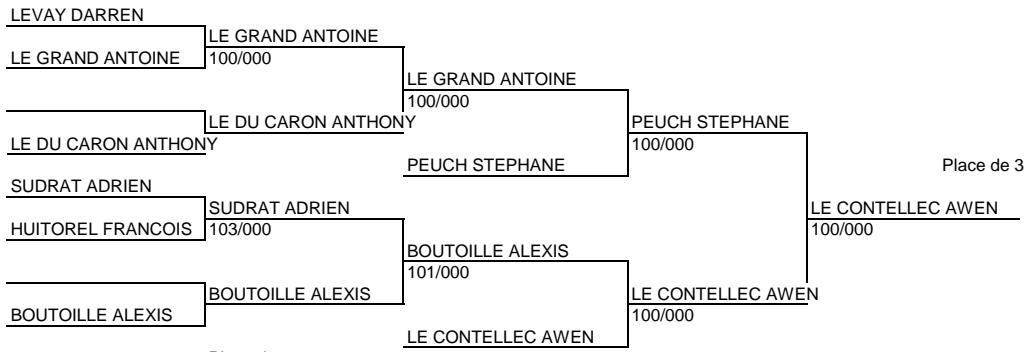 LEVAY DARREN
LE GRAND ANTOINE
LE GRAND ANTOINE
100/000
LE GRAND ANTOINE
100/000
LE DU CARON ANTHONY
PEUCH STEPHANE
LE DU CARON ANTHONY
100/000
PEUCH STEPHANE
Place de 3
SUDRAT ADRIEN
SUDRAT ADRIEN
LE CONTELLEC AWEN
HUITOREL FRANCOIS
103/000
100/000
BOUTOILLE ALEXIS
101/000
BOUTOILLE ALEXIS
LE CONTELLEC AWEN
BOUTOILLE ALEXIS
100/000
LE CONTELLEC AWEN